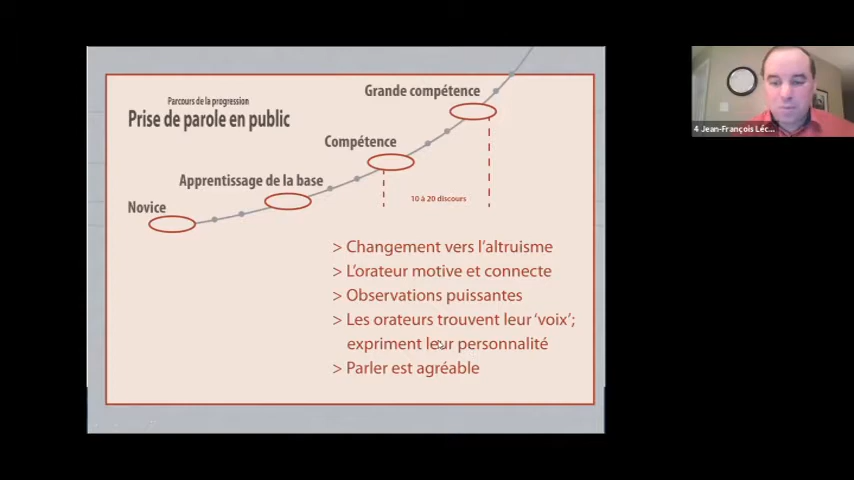 Parcours de la progression
Prise de parole en public
Grande compétence
Compétence
Apprentissage de la base
Novice
10 à 20 discours
> Changement vers l'altruisme
> L'orateur motive et connecte
> Observations puissantes
> Les orateurs trouvent leur 'voix';
expriment leur personnalité
> Parler est agréable
4 Jean-François Léc...